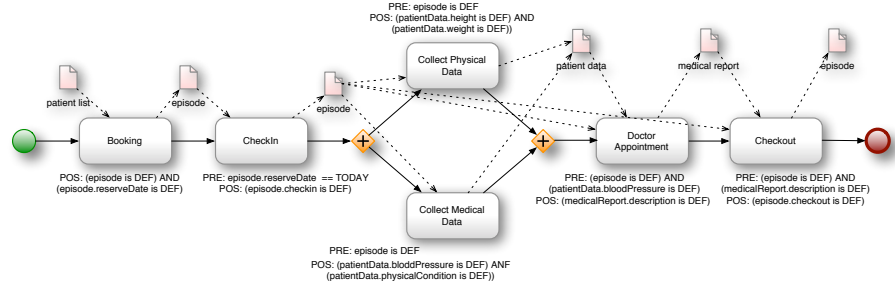 PRE: episode is DEF
POS: (patientData.height is DEF) AND
(patientData.weight is DEF))
Collect Physical
Data
patient list
episode
episode
patient data
medical report
episode
Booking
CheckIn
Doctor
Appointment
Checkout
POS: (episode is DEF) AND
(episode.reserveDate is DEF)
PRE: episode.reserveDate == TODAY
POS: (episode.checkin is DEF)
PRE: (episode is DEF) AND
(patientData.blodPressure is DEF)
POS: (medicalReport.description is DEF)
PRE: (episode is DEF) AND
(medicalReport.description is DEF)
POS: (episode.checkout is DEF)
Collect Medical
Data
PRE: episode is DEF
POS: (patientData.bloddPressure is DEF) ANF
(patientData.physicalCondition is DEF))